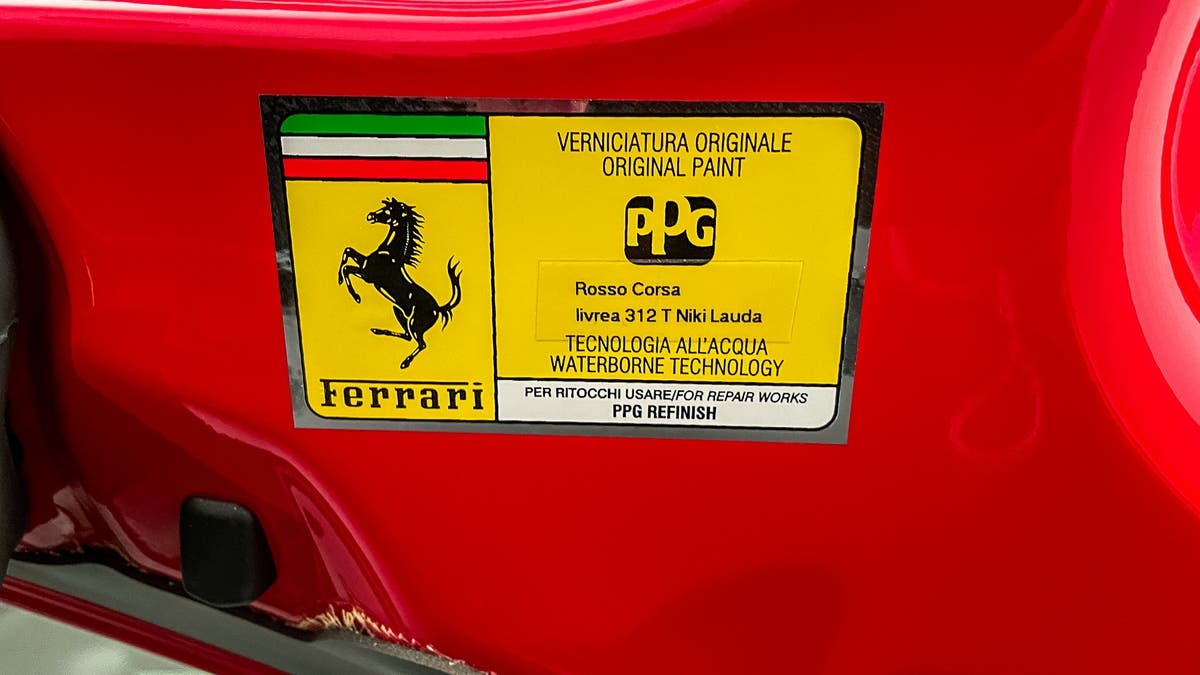 Ferrari
VERNICIATURA ORIGINALE
ORIGINAL PAINT
PPG
Rosso Corsa
livrea 312 T Niki Lauda
TECNOLOGIA ALL'ACQUA
WATERBORNE TECHNOLOGY
PER RITOCCHI USARE/FOR REPAIR WORKS
PPG REFINISH